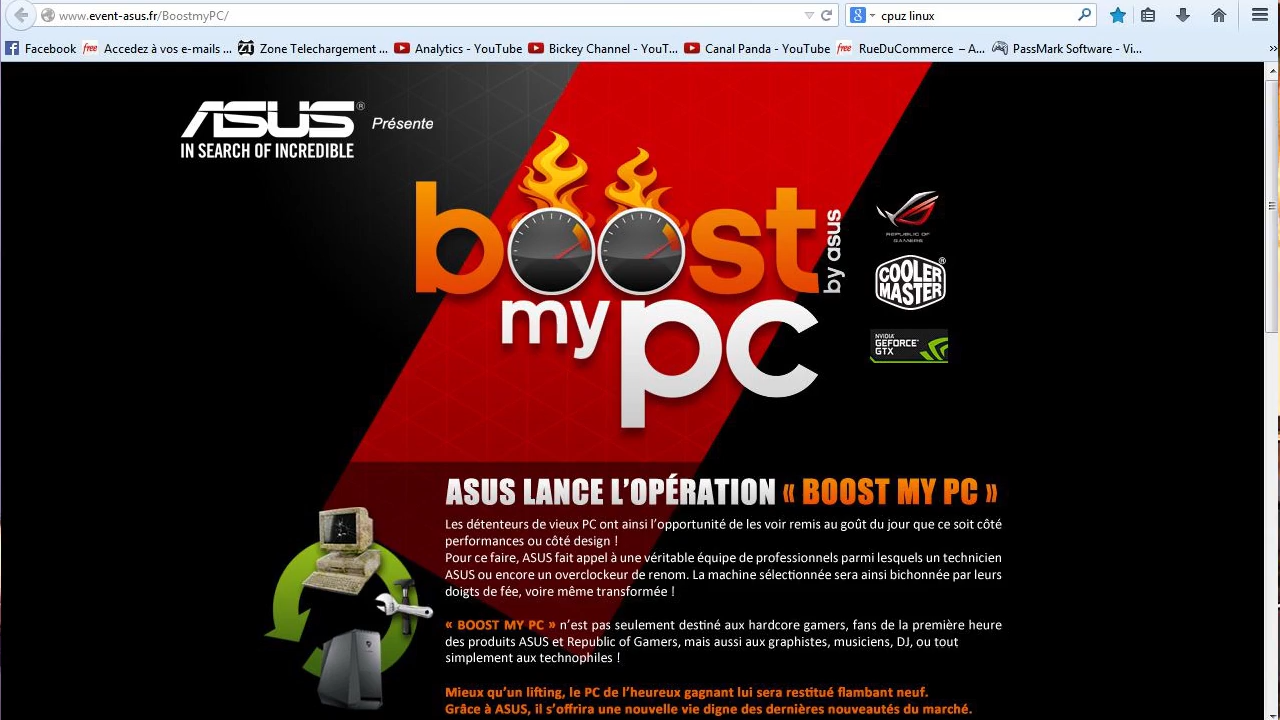 www.event-asus.fr/BoostmyPC/
cpuz linux
Facebook
free Accedez à vos e-mails ...
ZT Zone Telechargement ...
Analytics - YouTube
Bickey Channel - YouT...
Canal Panda - YouTube
free RueDuCommerce – A...
PassMark Software - Vi...
»
ASUS® Présente
IN SEARCH OF INCREDIBLE
boost
by asus
my pc
REPUBLIC OF
GAMERS
COOLER
MASTER®
NVIDIA
GEFORCE®
GTX
ASUS LANCE L’OPÉRATION « BOOST MY PC »
Les détenteurs de vieux PC ont ainsi l’opportunité de les voir remis au goût du jour que ce soit côté
performances ou côté design !
Pour ce faire, ASUS fait appel à une véritable équipe de professionnels parmi lesquels un technicien
ASUS ou encore un overclockeur de renom. La machine sélectionnée sera ainsi bichonnée par leurs
doigts de fée, voire même transformée !
« BOOST MY PC » n’est pas seulement destiné aux hardcore gamers, fans de la première heure
des produits ASUS et Republic of Gamers, mais aussi aux graphistes, musiciens, DJ, ou tout
simplement aux technophiles !
Mieux qu’un lifting, le PC de l’heureux gagnant lui sera restitué flambant neuf.
Grâce à ASUS, il s’offrira une nouvelle vie digne des dernières nouveautés du marché.